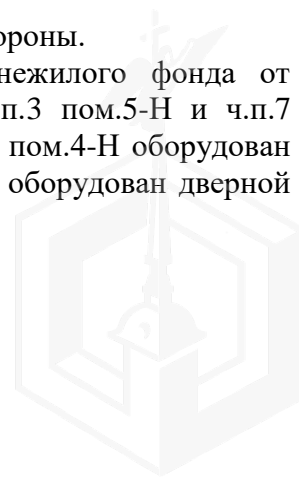 ороны.
нежилого фонда от
п.3 пом.5-Н и ч.п.7
пом.4-Н оборудован
оборудован дверной